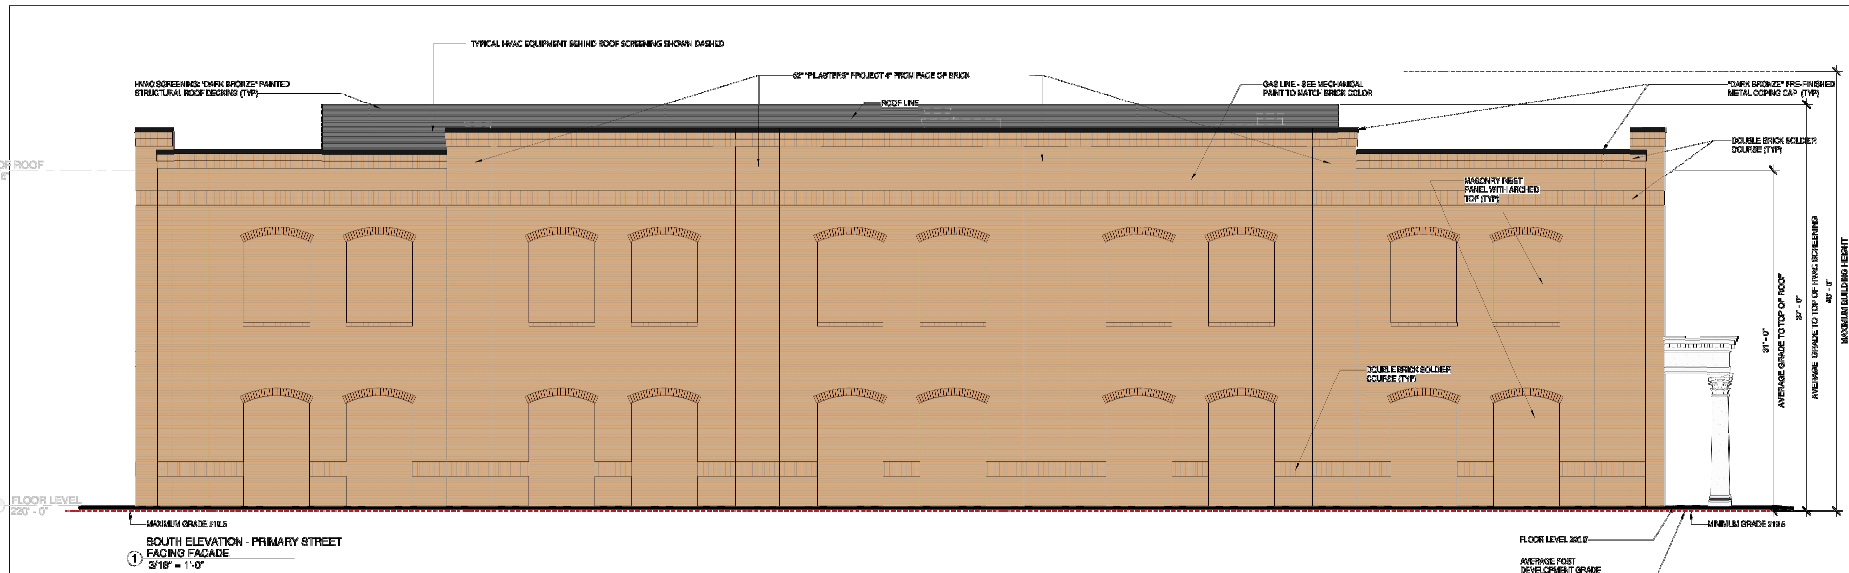 TYPICAL HVAC EQUIPMENT BEHIND ROOF SCREENING SHOWN DASHED
HVAC SCREENING: "DARK BRONZE" PAINTED
STRUCTURAL ROOF DECKING (TYP)
"PILASTERS" PROJECT 4" FROM FACE OF BRICK
ROOF LINE
GAS LINE - SEE MECHANICAL
PAINT TO MATCH BRICK COLOR
"DARK BRONZE" PRE-FINISHED
METAL COPING CAP (TYP)
DOUBLE BRICK SOLDIER
COURSE (TYP)
ROOF
MASONRY INSET
PANEL WITH ARCHED
TOP (TYP)
DOUBLE BRICK SOLDIER
COURSE (TYP)
31' - 0"
AVERAGE GRADE TO TOP OF ROOF
AVERAGE GRADE TO TOP OF HVAC SCREENING
40' - 0"
MAXIMUM BUILDING HEIGHT
FLOOR LEVEL
220' - 0"
MAXIMUM GRADE
MINIMUM GRADE
SOUTH ELEVATION - PRIMARY STREET
FACING FACADE
1
3/16" = 1'-0"
FLOOR LEVEL
AVERAGE POST
DEVELOPMENT GRADE